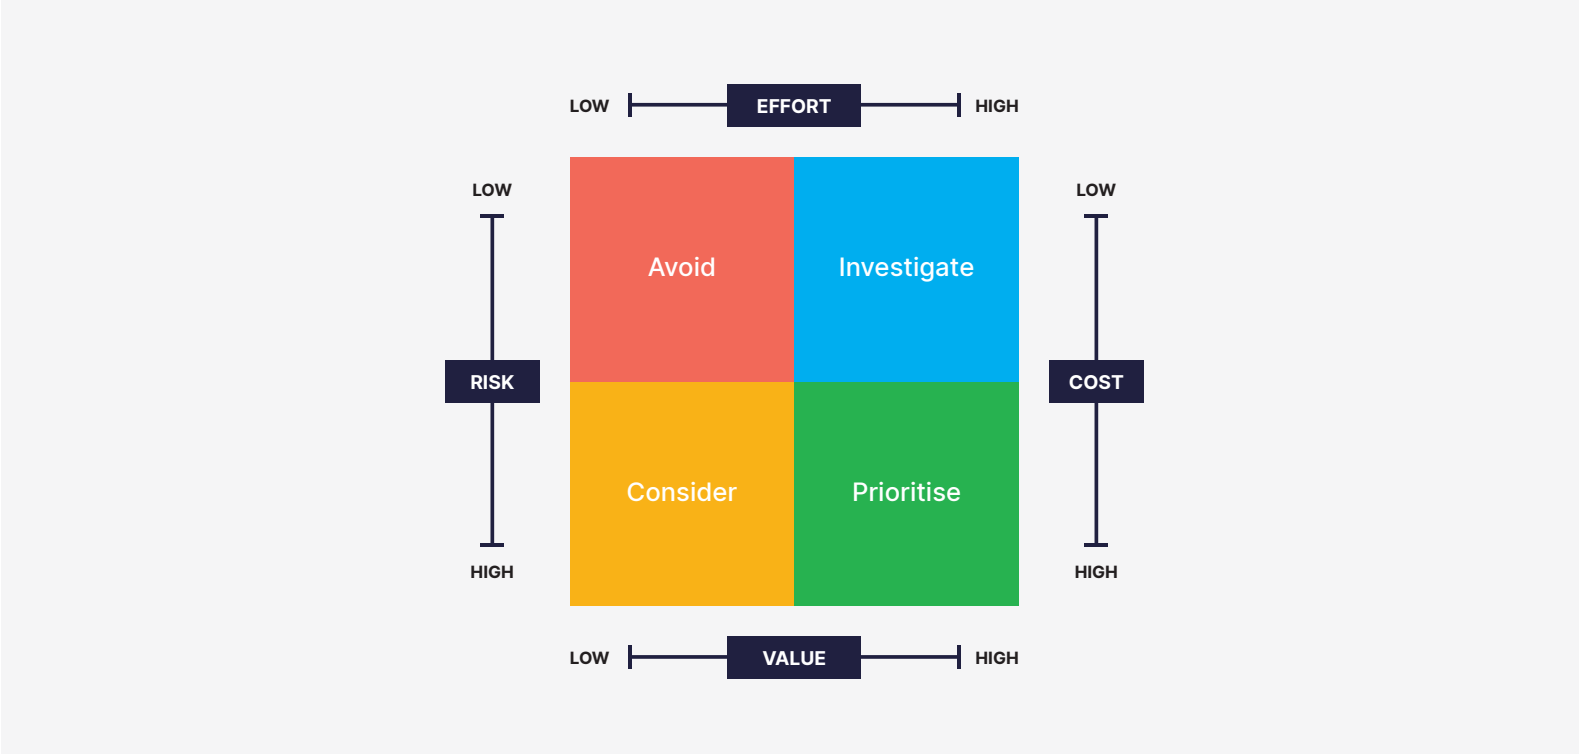 LOW EFFORT HIGH
LOW LOW
Avoid Investigate
RISK COST
Consider Prioritise
HIGH HIGH
LOW VALUE HIGH